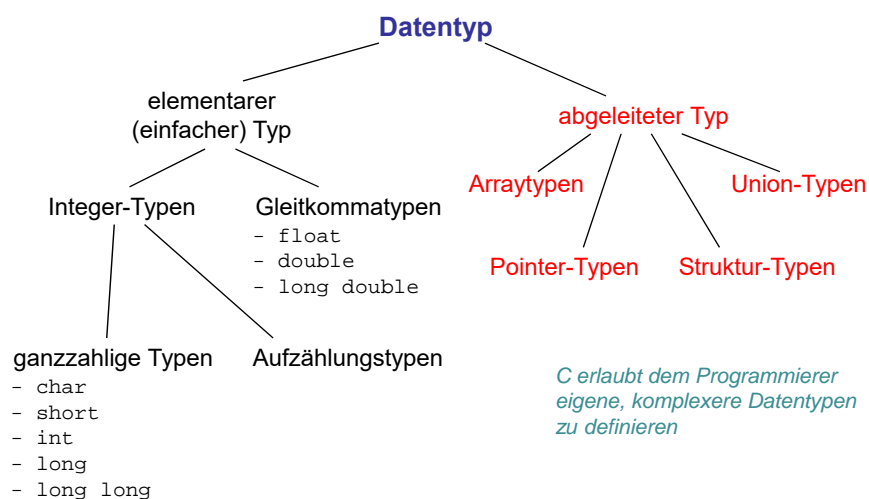 Datentyp
elementarer
(einfacher) Typ
abgeleiteter Typ
Integer-Typen
Gleitkommatypen
- float
- double
- long double
Arraytypen
Union-Typen
Pointer-Typen
Struktur-Typen
ganzzahlige Typen
- char
- short
- int
- long
- long long
Aufzählungstypen
C erlaubt dem Programmierer
eigene, komplexere Datentypen
zu definieren